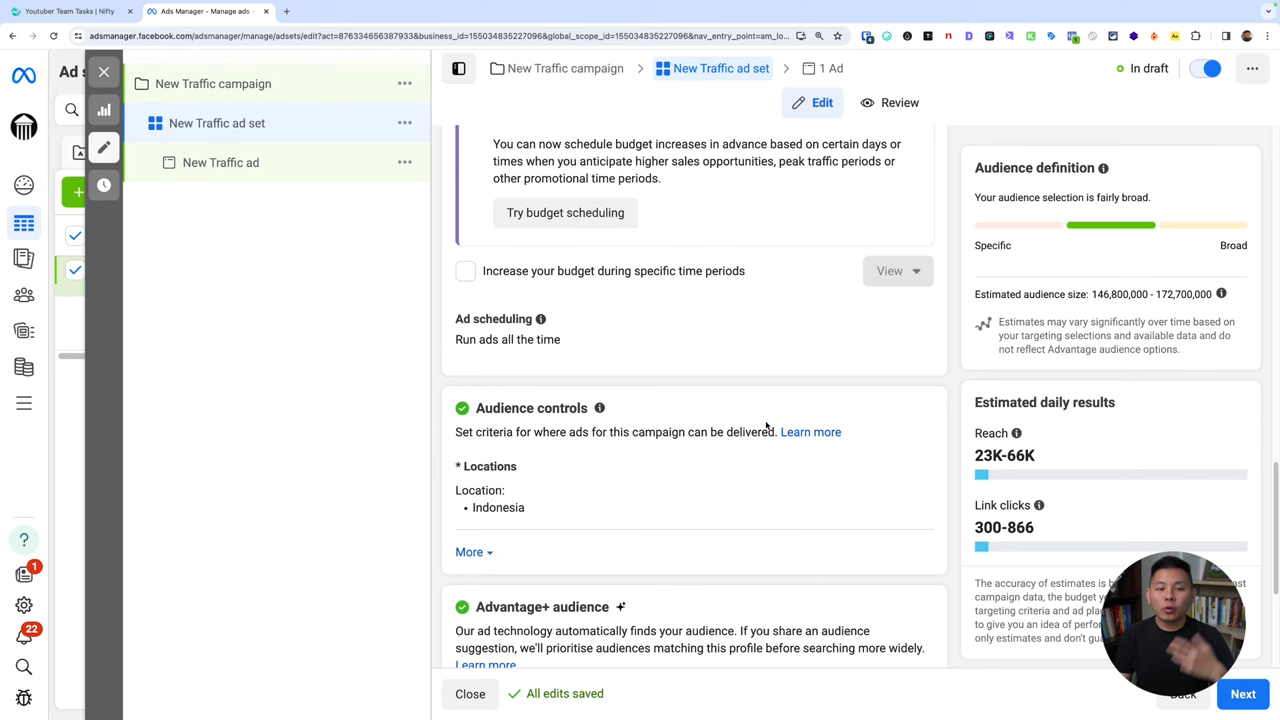 Youtuber Team Tasks | Nifty
Ads Manager - Manage ads -
adsmanager.facebook.com/adsmanager/manage/adsets/edit?act=876334656387933&business_id=155034835227096&global_scope_id=155034835227096&nav_entry_point=am_lo...
Ad s
New Traffic campaign
New Traffic ad set
New Traffic ad
New Traffic campaign
New Traffic ad set
1 Ad
In draft
Edit
Review
You can now schedule budget increases in advance based on certain days or
times when you anticipate higher sales opportunities, peak traffic periods or
other promotional time periods.
Try budget scheduling
Increase your budget during specific time periods
View
Ad scheduling
Run ads all the time
Audience controls
Set criteria for where ads for this campaign can be delivered. Learn more
* Locations
Location:
• Indonesia
More
Advantage+ audience
Our ad technology automatically finds your audience. If you share an audience
suggestion, we'll prioritise audiences matching this profile before searching more widely.
Learn more
Close
All edits saved
Back
Next
Audience definition
Your audience selection is fairly broad.
Specific
Broad
Estimated audience size: 146,800,000 - 172,700,000
Estimates may vary significantly over time based on
your targeting selections and available data and do
not reflect Advantage audience options.
Estimated daily results
Reach
23K-66K
Link clicks
300-866
The accuracy of estimates is
campaign data, the budget
targeting criteria and ad
to give you an idea of
only estimates and don't
1
22